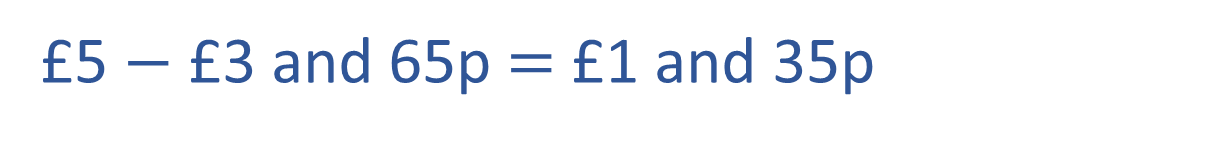 £5 − £3 and 65p = £1 and 35p